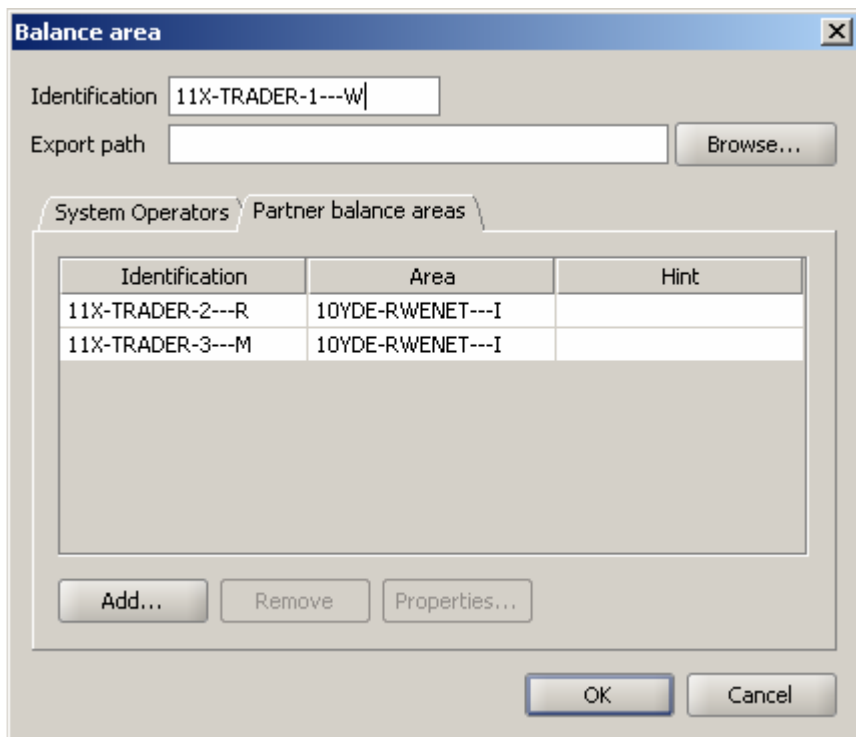 Balance area
Identification 11X-TRADER-1---W
Export path Browse...
System Operators Partner balance areas
Identification Area Hint
11X-TRADER-2---R 10YDE-RWENET---I
11X-TRADER-3---M 10YDE-RWENET---I
Add... Remove Properties...
OK Cancel